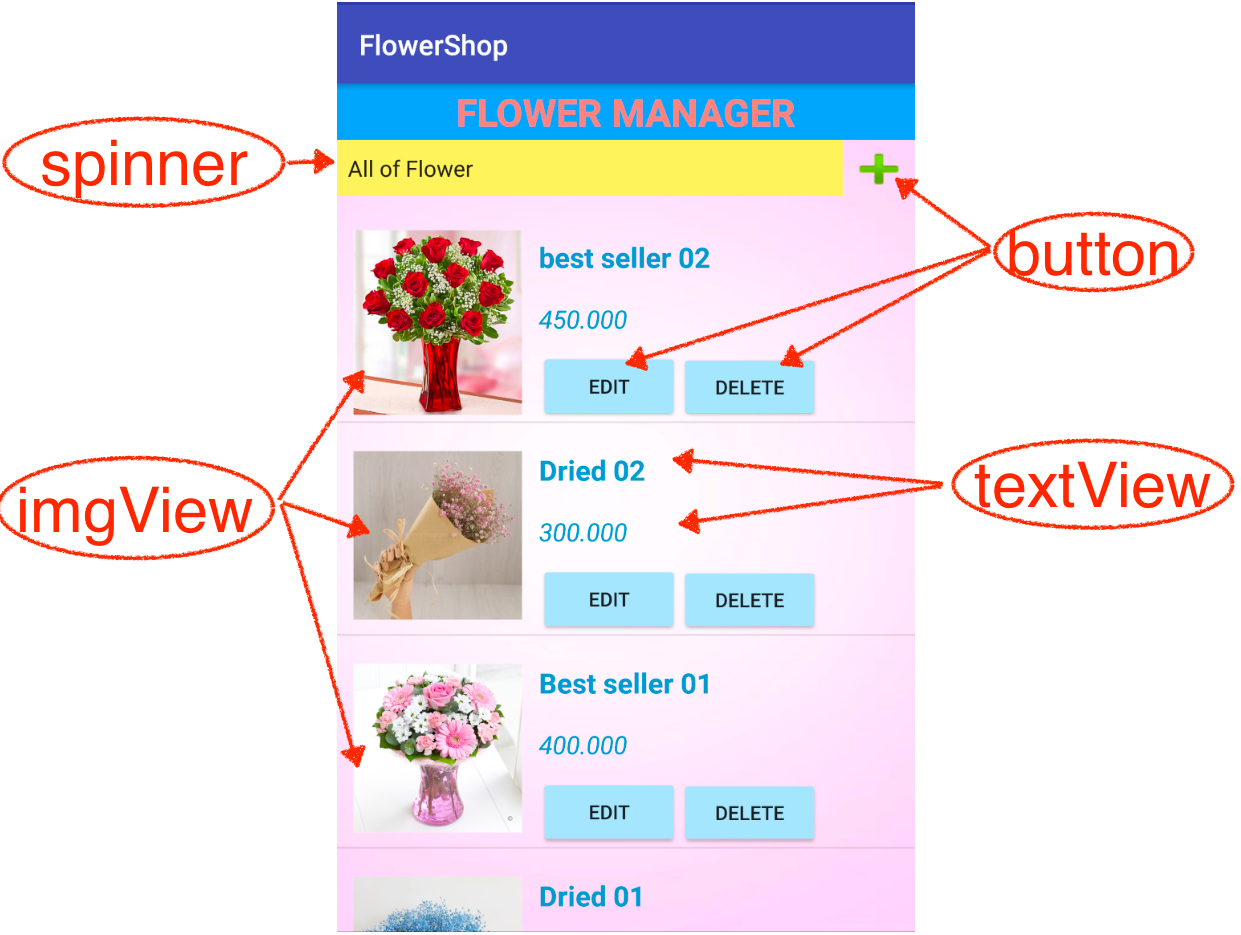 FlowerShop
FLOWER MANAGER
spinner
All of Flower
button
best seller 02
450.000
EDIT DELETE
imgView
textView
Dried 02
300.000
EDIT DELETE
Best seller 01
400.000
EDIT DELETE
Dried 01